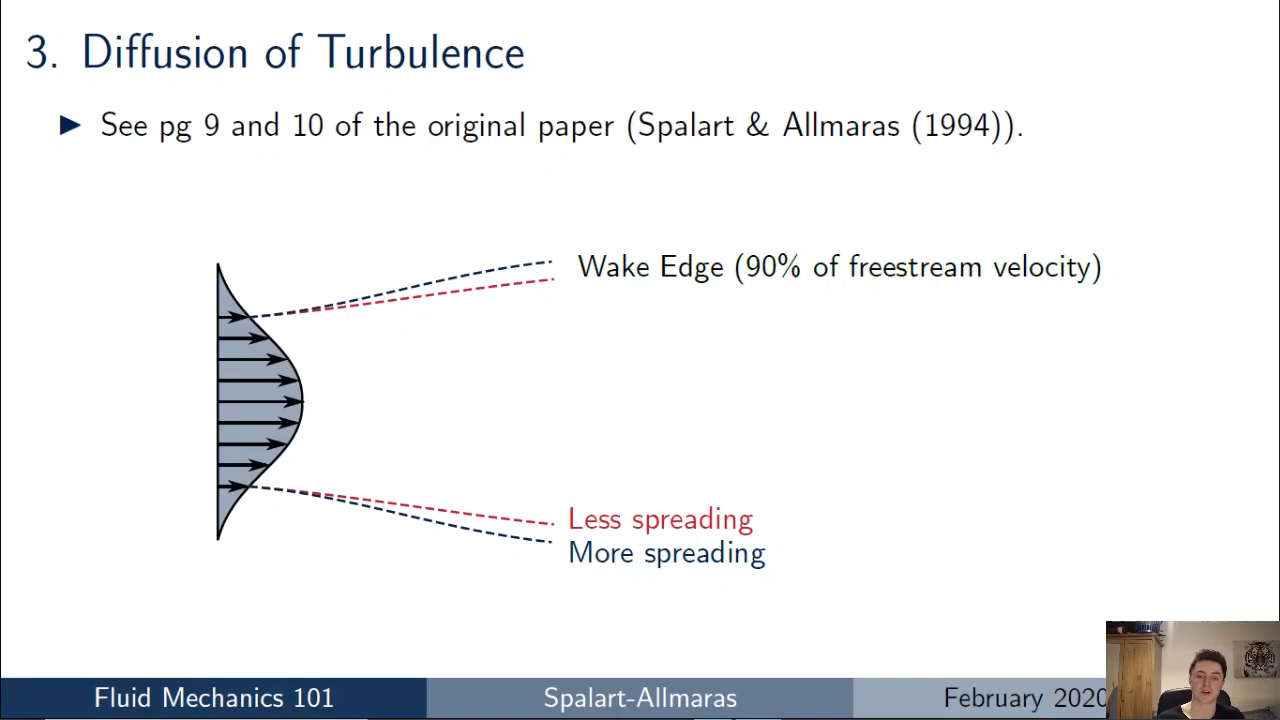 3. Diffusion of Turbulence
▶ See pg 9 and 10 of the original paper (Spalart & Allmaras (1994)).
Wake Edge (90% of freestream velocity)
Less spreading
More spreading
Fluid Mechanics 101
Spalart-Allmaras
February 2020